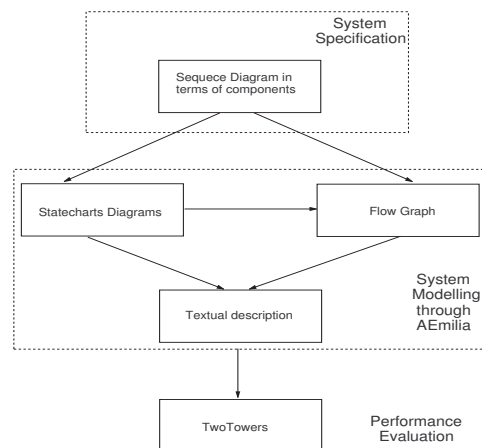 System
Specification
Sequece Diagram in
terms of components
Statecharts Diagrams
Flow Graph
System
Modelling
through
AEmilia
Textual description
TwoTowers
Performance
Evaluation